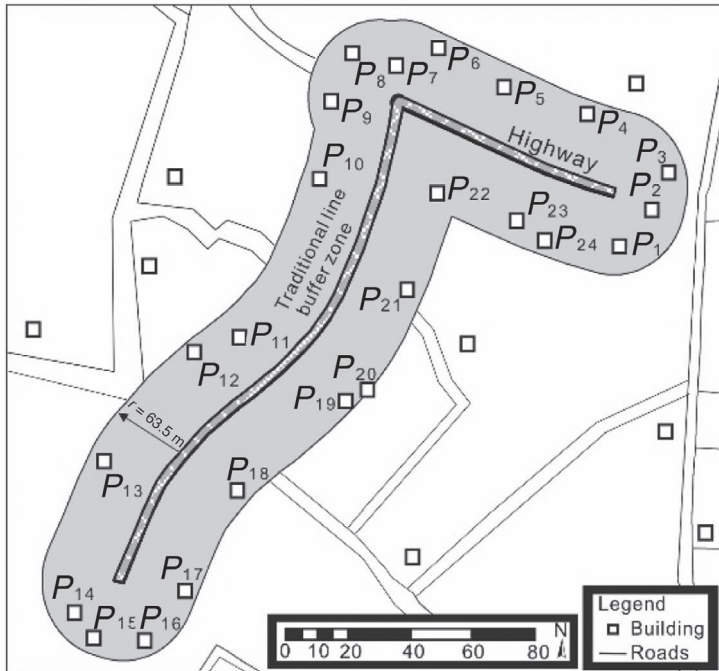 P6
P8
P7
P5
P9
P4
Highway
P3
P10
P2
P22
P23
P24
P1
Traditional line
buffer zone
P21
P11
P12
P20
P19
r = 63.5 m
P13
P18
P14
P17
P15
P16
N
0 10 20 40 60 80
Legend
Building
Roads